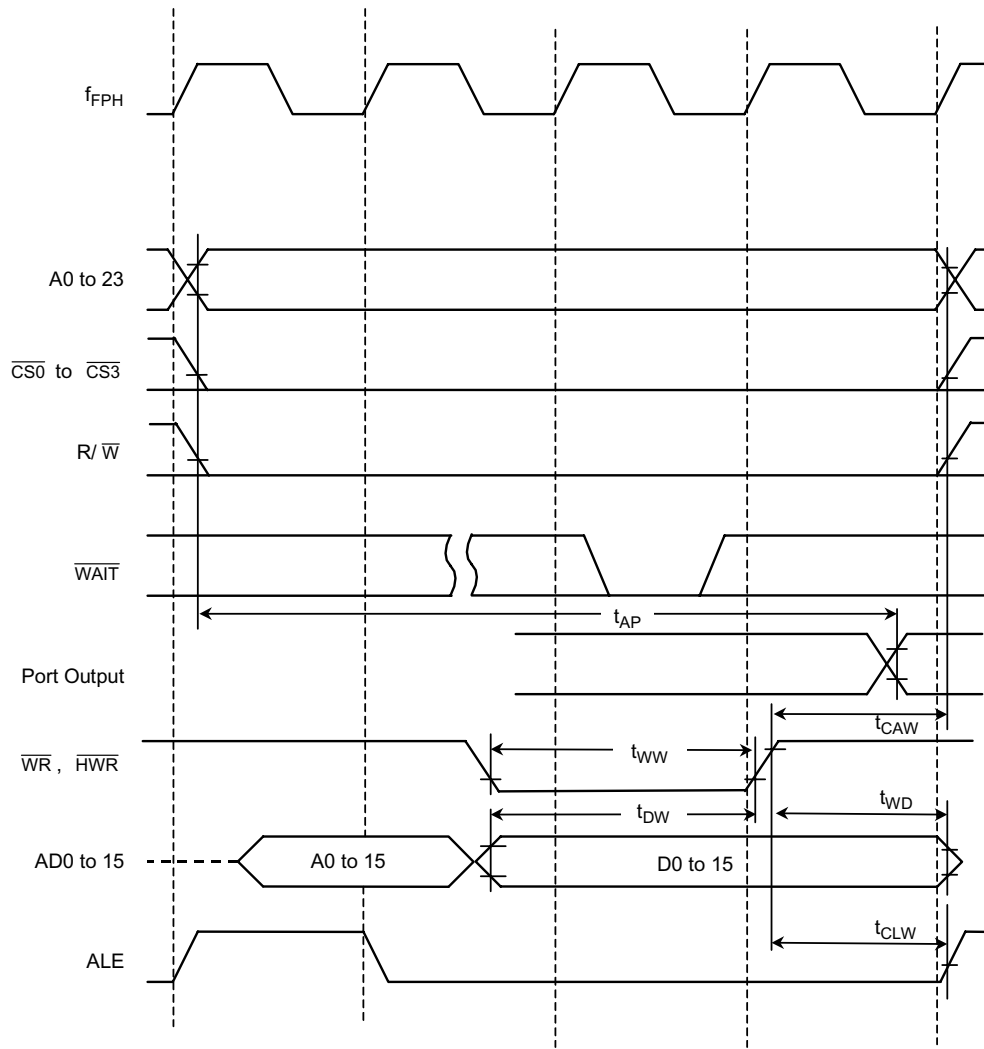 fFPH
A0 to 23
CS0 to CS3
R/ W
WAIT
tAP
Port Output
tCAW
WR , HWR
tWW
tWD
tDW
AD0 to 15
A0 to 15
D0 to 15
tCLW
ALE